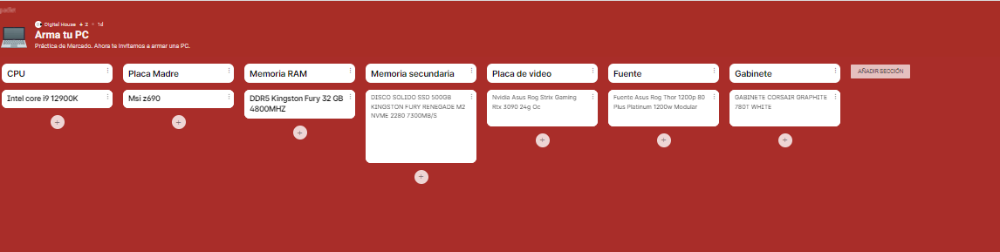 padlet
Digital House + 2 • 1d
Arma tu PC
Práctica de Mercado. Ahora te invitamos a armar una PC.
CPU
Intel core i9 12900K
Placa Madre
Msi z690
Memoria RAM
DDR5 Kingston Fury 32 GB
4800MHZ
Memoria secundaria
DISCO SOLIDO SSD 500GB
KINGSTON FURY RENEGADE M2
NVME 2280 7300MB/S
Placa de video
Nvidia Asus Rog Strix Gaming
Rtx 3090 24g Oc
Fuente
Fuente Asus Rog Thor 1200p 80
Plus Platinum 1200w Modular
Gabinete
GABINETE CORSAIR GRAPHITE
780T WHITE
AÑADIR SECCIÓN